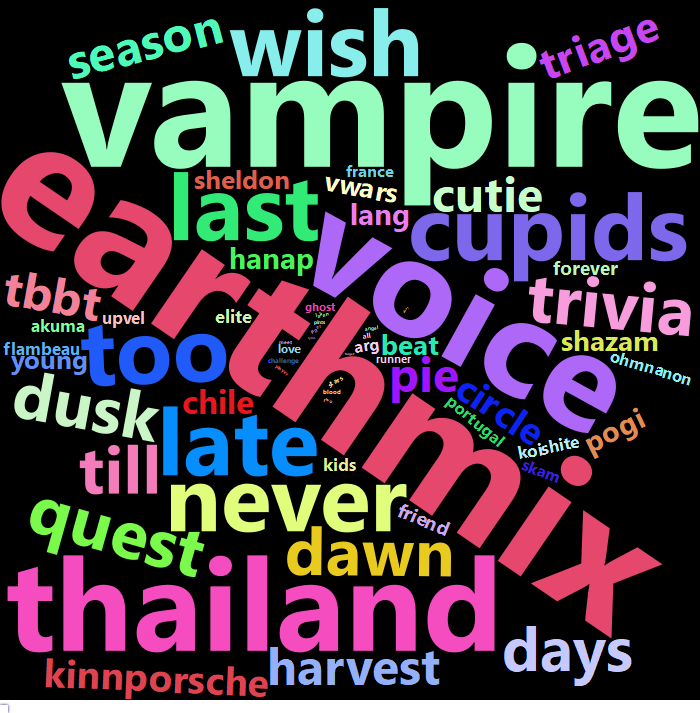 season
wish
triage
vampire
earthmix
sheldon
france
vwars
cutie
last
lang
cupids
voice
hanap
forever
tbbt
trivia
akuma
upvel
elite
ghost
too
shazam
flambeau
young
love
all
arg
beat
runner
ohmnanon
challenge
pie
dusk
chile
blood
circle
portugal
pogi
late
koishite
till
kids
skam
never
quest
friend
dawn
thailand
days
kinnporsche
harvest